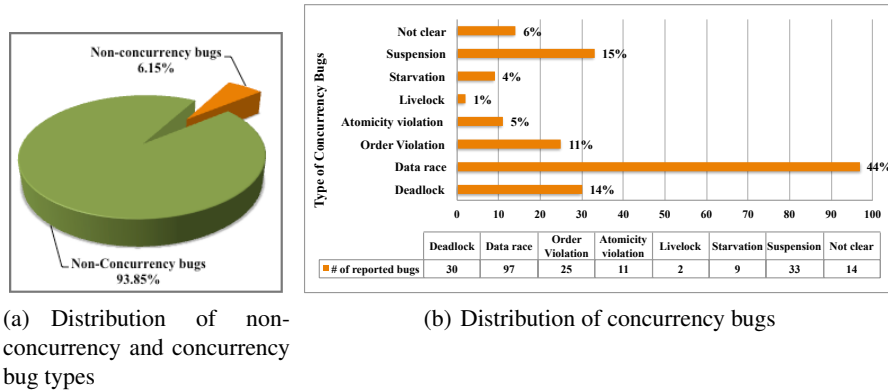 Non-concurrency bugs
6.15%
Non-Concurrency bugs
93.85%
(a) Distribution of non-
concurrency and concurrency
bug types
Type of Concurrency Bugs
Not clear 6%
Suspension 15%
Starvation 4%
Livelock 1%
Atomicity violation 5%
Order Violation 11%
Data race 44%
Deadlock 14%
0 10 20 30 40 50 60 70 80 90 100
Deadlock Data race Order Violation Atomicity violation Livelock Starvation Suspension Not clear
# of reported bugs 30 97 25 11 2 9 33 14
(b) Distribution of concurrency bugs